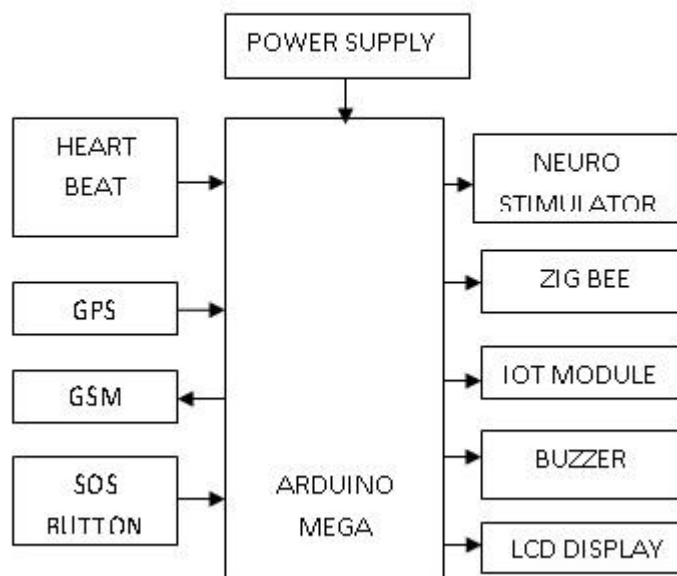 POWER SUPPLY
HEART
BEAT
GPS
GSM
SOS
BUTTON
ARDUINO
MEGA
NEURO
STIMULATOR
ZIG BEE
IOT MODULE
BUZZER
LCD DISPLAY